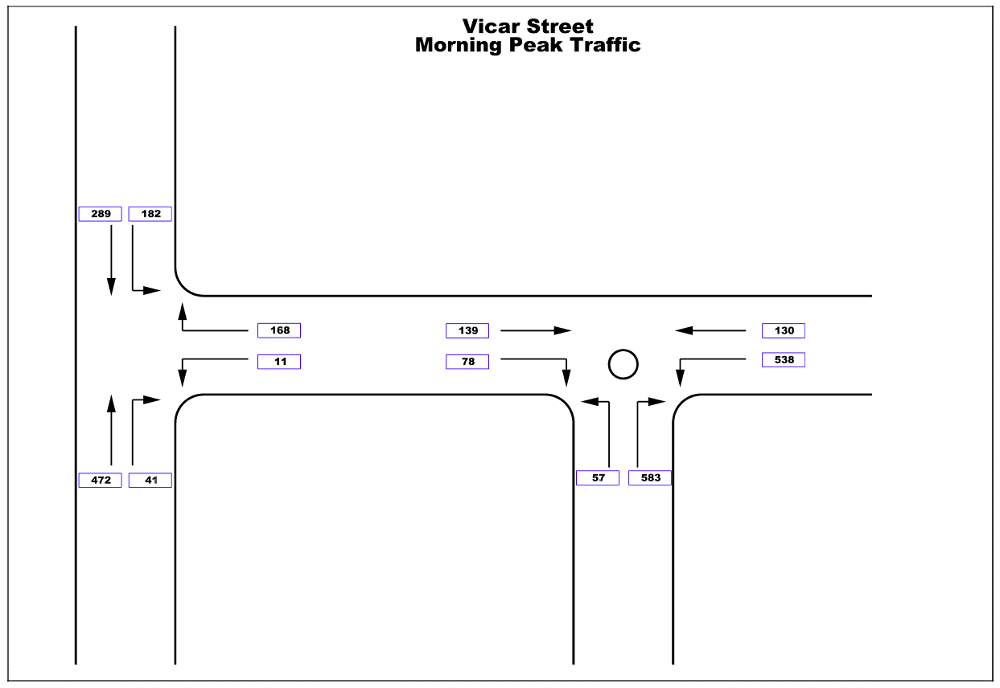 Vicar Street
Morning Peak Traffic
289 182
168 139 130
11 78 538
472 41 57 583